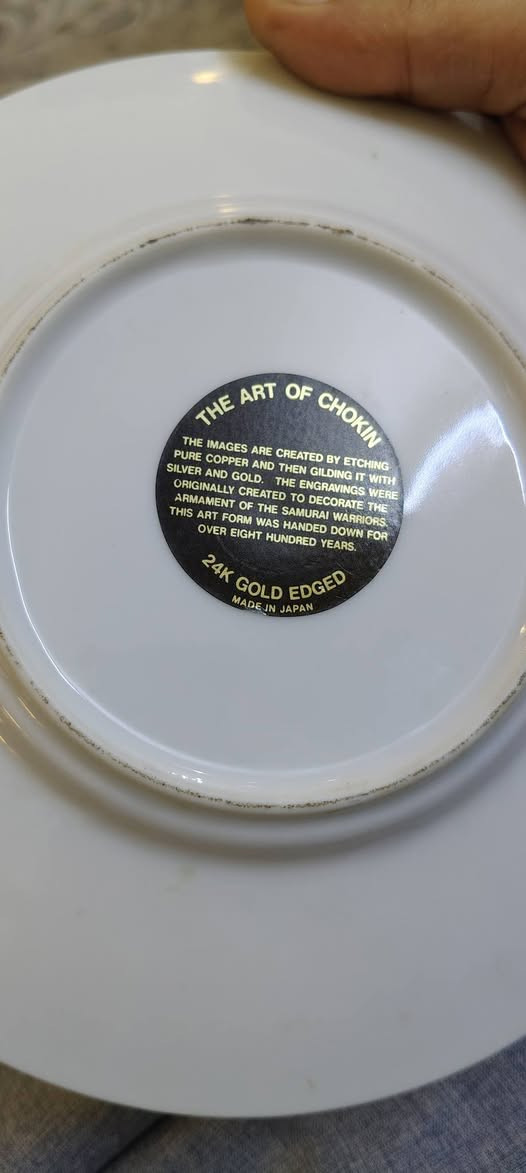 THE ART OF CHOKIN
THE IMAGES ARE CREATED BY ETCHING
PURE COPPER AND THEN GILDING IT WITH
SILVER AND GOLD. THE ENGRAVINGS WERE
ORIGINALLY CREATED TO DECORATE THE
ARMAMENT OF THE SAMURAI WARRIORS.
THIS ART FORM WAS HANDED DOWN FOR
OVER EIGHT HUNDRED YEARS.
24K GOLD EDGED
MADE IN JAPAN